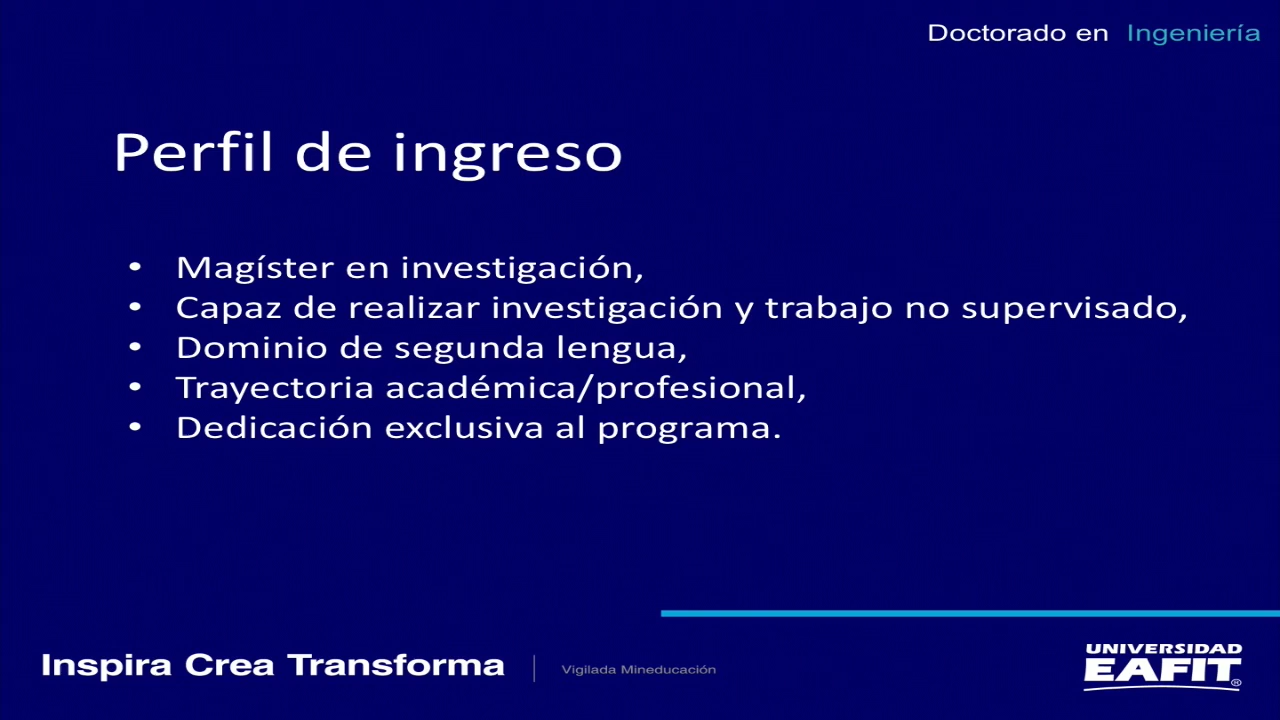 Doctorado en Ingeniería
Perfil de ingreso
• Magíster en investigación,
• Capaz de realizar investigación y trabajo no supervisado,
• Dominio de segunda lengua,
• Trayectoria académica/profesional,
• Dedicación exclusiva al programa.
Inspira Crea Transforma
Vigilada Mineducación
UNIVERSIDAD
EAFIT®